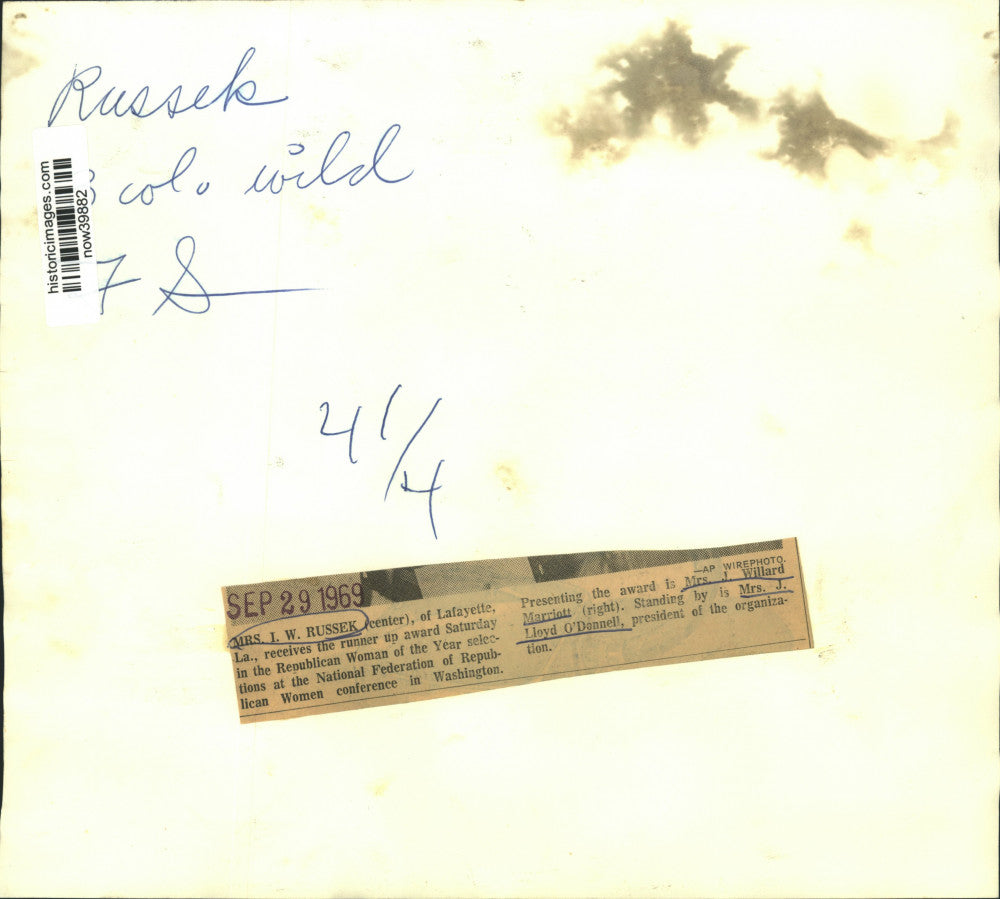 Russek
col. wild
7 S
41/4
historicimages.com
now39882
SEP 29 1969
MRS. I. W. RUSSEK (center), of Lafayette,
La., receives the runner up award Saturday
in the Republican Woman of the Year selec-
tions at the National Federation of Repub-
lican Women conference in Washington.
—AP WIREPHOTO.
Presenting the award is Mrs. J. Willard
Marriott (right). Standing by is Mrs. J.
Lloyd O'Donnell, president of the organiza-
tion.